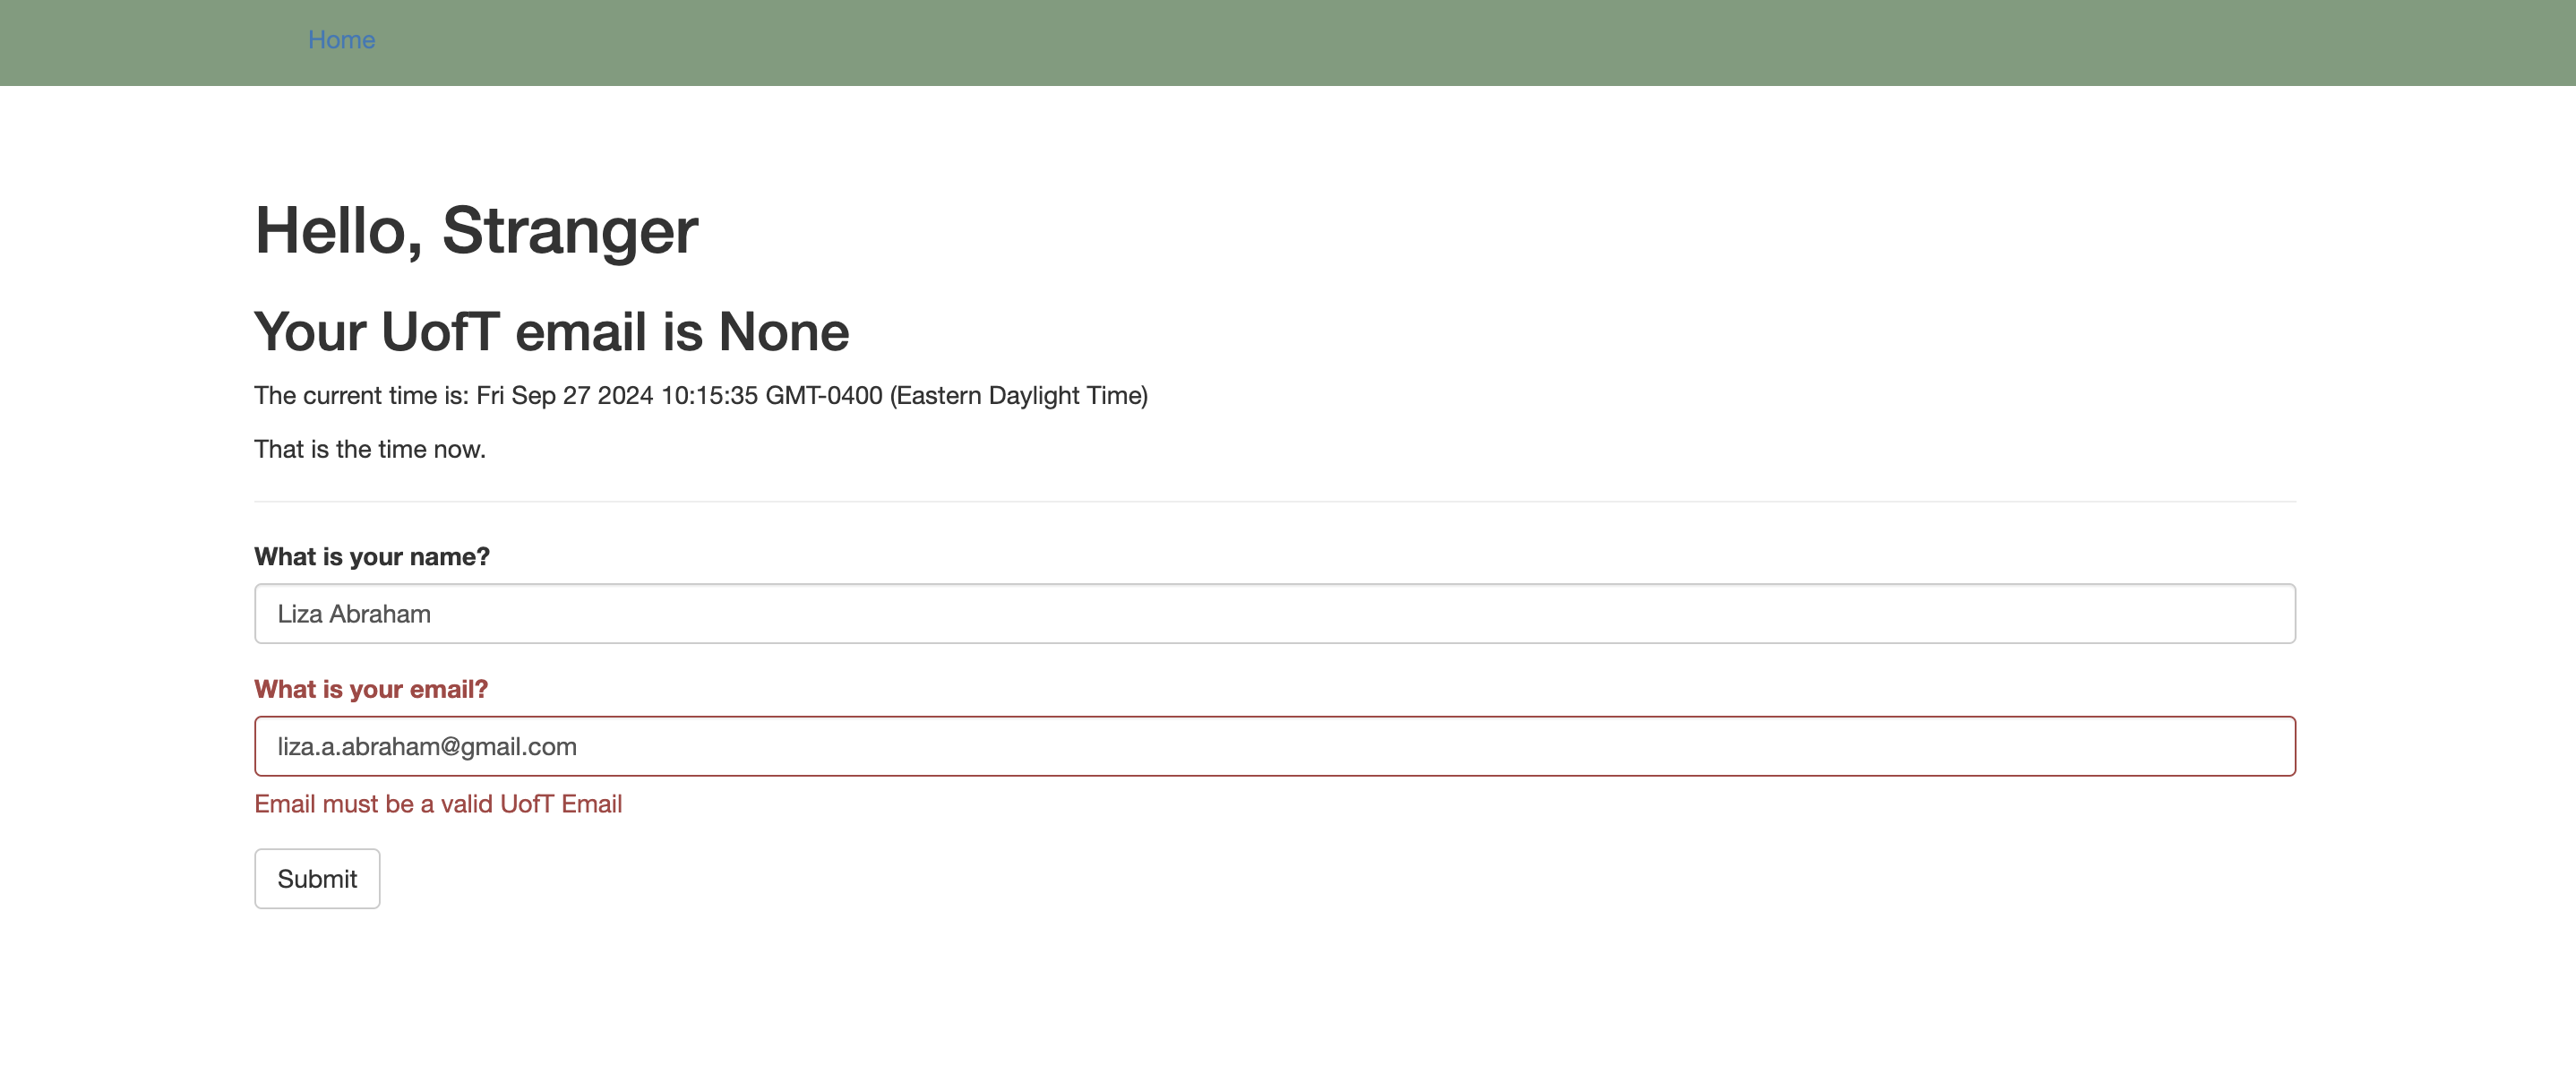 Home
Hello, Stranger
Your UofT email is None
The current time is: Fri Sep 27 2024 10:15:35 GMT-0400 (Eastern Daylight Time)
That is the time now.
What is your name?
Liza Abraham
What is your email?
liza.a.abraham@gmail.com
Email must be a valid UofT Email
Submit